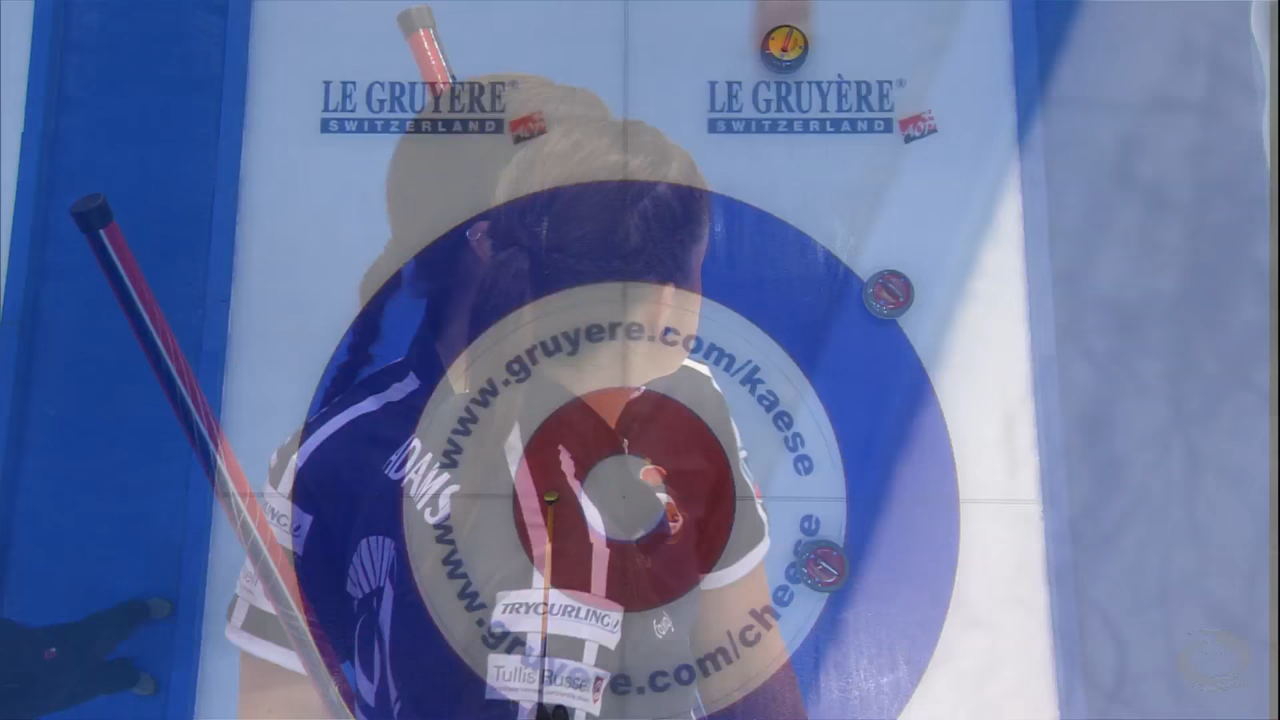 LE GRUYERE®
SWITZERLAND
AOP
LE GRUYÈRE®
SWITZERLAND
AOP
www.gruyere.com/kaese
www.gruyere.com/cheese
ADAMS
TRYCURLING
Tullis Russell